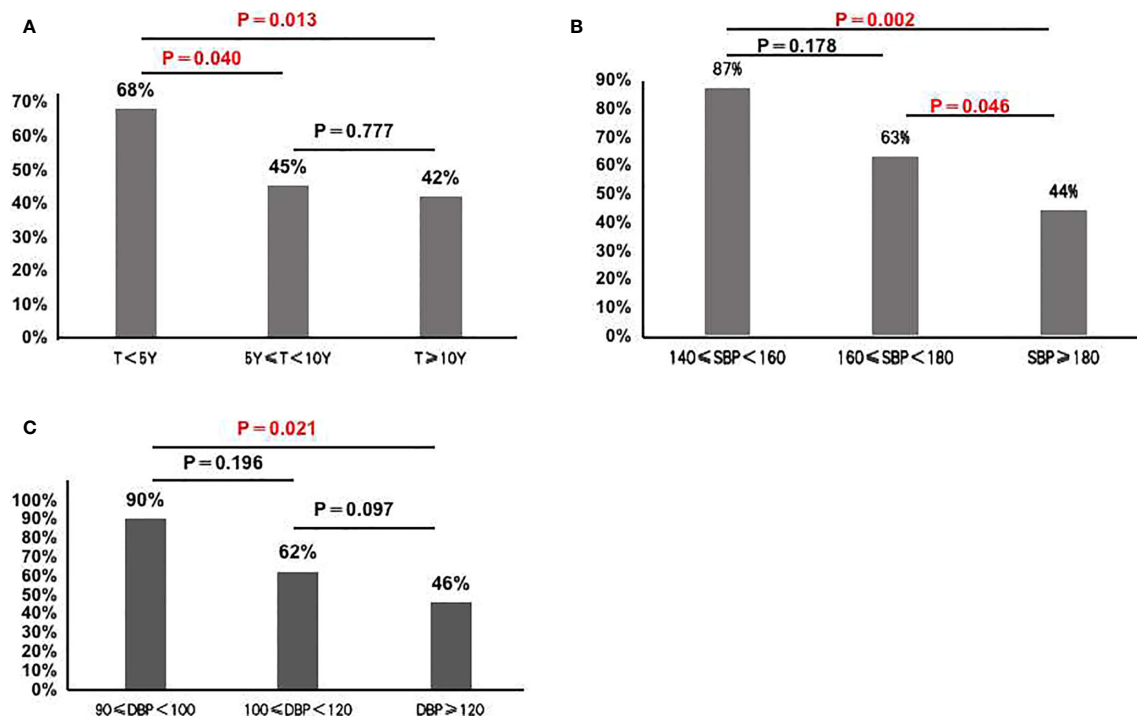 A
P=0.013
P=0.040
68%
P=0.777
45%
42%
70%
60%
50%
40%
30%
20%
10%
0%
T<5Y
5Y≤T<10Y
T≥10Y
B
P=0.002
P=0.178
87%
P=0.046
63%
44%
90%
80%
70%
60%
50%
40%
30%
20%
10%
0%
140≤SBP<160
160≤SBP<180
SBP≥180
C
P=0.021
P=0.196
90%
P=0.097
62%
46%
100%
90%
80%
70%
60%
50%
40%
30%
20%
10%
0%
90≤DBP<100
100≤DBP<120
DBP≥120